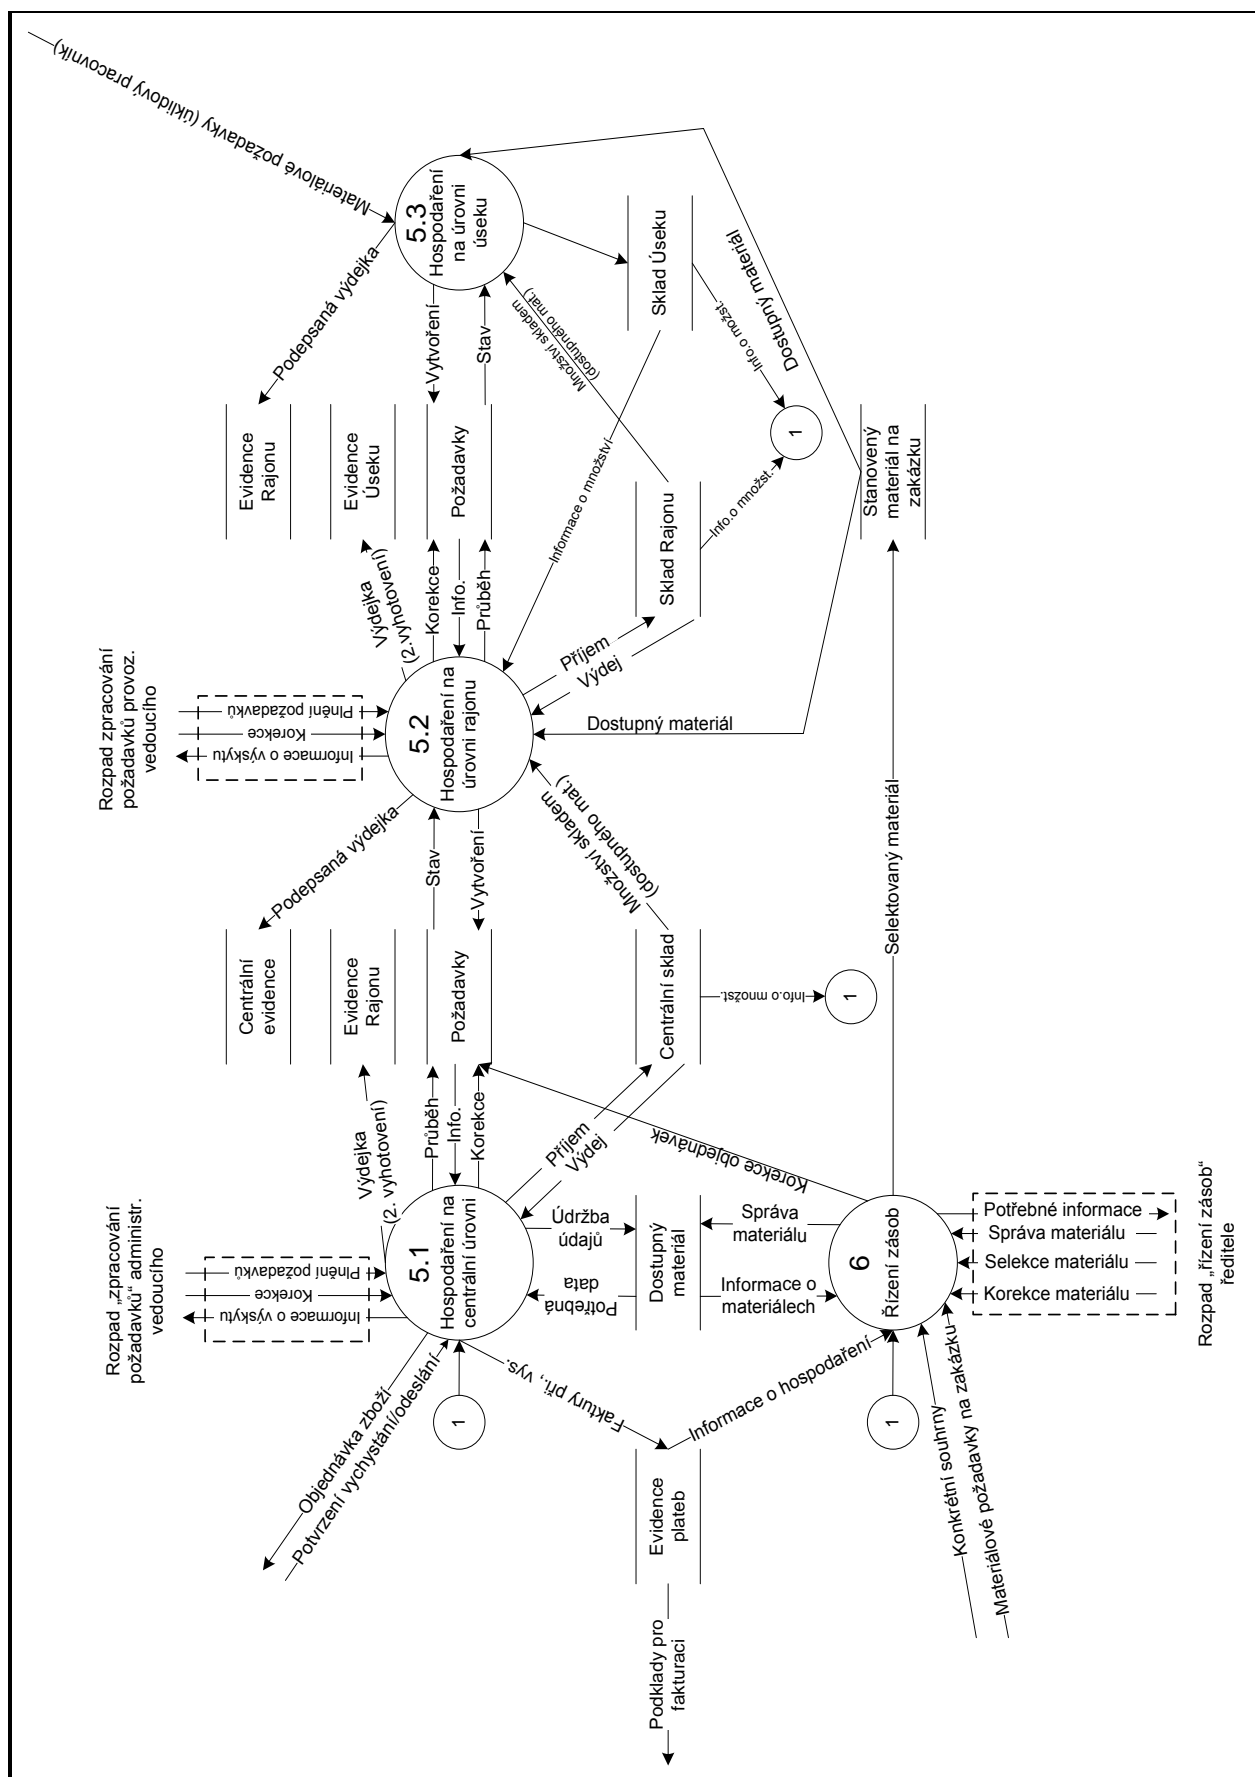 Rozpad „zpracování
požadavků“ administr.
vedoucího
Informace o výskytu
Korekce
Plnění požadavků
Rozpad zpracování
požadavků provoz.
vedoucího
Informace o výskytu
Korekce
Plnění požadavků
Objednávka zboží
Potvrzení vychystání/odeslání
Výdejka
(2. vyhotovení)
Centrální
evidence
Podepsaná výdejka
Evidence
Rajonu
Výdejka
(2.vyhotovení)
Evidence
Rajonu
Podepsaná výdejka
Evidence
Úseku
Materiálové požadavky (úklidový pracovník)
1
5.1
Hospodaření na
centrální úrovni
Průběh
Info.
Korekce
Požadavky
Stav
Vytvoření
5.2
Hospodaření na
úrovni rajonu
Korekce
Info.
Průběh
Požadavky
Vytvoření
Stav
5.3
Hospodaření
na úrovni
úseku
Faktury při., vys.
Potřebná
data
Údržba
údajů
Příjem
Výdej
Množství skladem
(dostupného mat.)
Příjem
Výdej
Informace o množství
Množství skladem
(dostupného mat.)
Podklady pro
fakturaci
Evidence
plateb
Dostupný
materiál
Centrální sklad
Sklad Rajonu
Sklad Úseku
Informace o hospodaření
Informace o
materiálech
Správa
materiálu
Korekce objednávek
Info.o množst.
1
Dostupný materiál
Info.o množst.
Info.o možst.
1
Dostupný materiál
Konkrétní souhrny
Materiálové požadavky na zakázku
1
6
Řízení zásob
Selektovaný materiál
Stanovený
materiál na
zakázku
Potřebné informace
Správa materiálu
Selekce materiálu
Korekce materiálu
Rozpad „řízení zásob“
ředitele